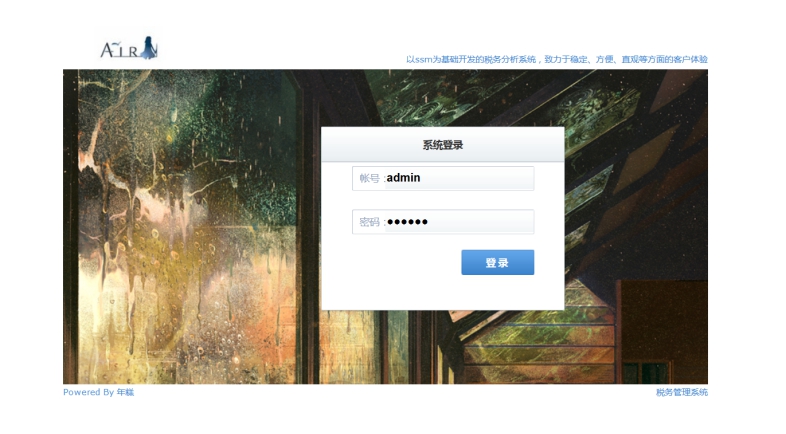 AIR
以ssm为基础开发的税务分析系统，致力于稳定、方便、直观等方面的客户体验
系统登录
帐号：admin
密码：●●●●●●
登录
Powered By 年糕
税务管理系统